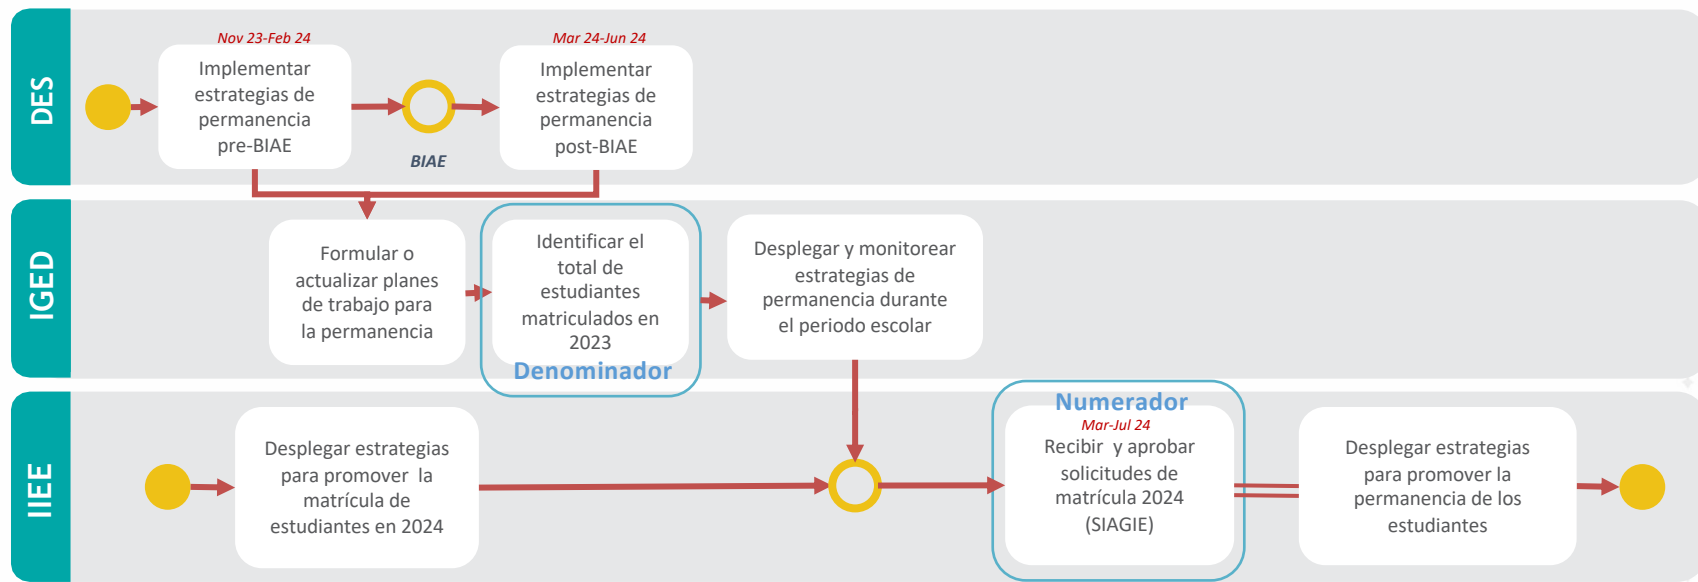 DES
Nov 23-Feb 24
Implementar
estrategias de
permanencia
pre-BIAE
BIAE
Mar 24-Jun 24
Implementar
estrategias de
permanencia
post-BIAE
IGED
Formular o
actualizar planes
de trabajo para
la permanencia
Identificar el
total de
estudiantes
matriculados en
2023
Denominador
Desplegar y monitorear
estrategias de
permanencia durante
el periodo escolar
IIEE
Desplegar estrategias
para promover la
matrícula de
estudiantes en 2024
Numerador
Mar-Jul 24
Recibir y aprobar
solicitudes de
matrícula 2024
(SIAGIE)
Desplegar estrategias
para promover la
permanencia de los
estudiantes